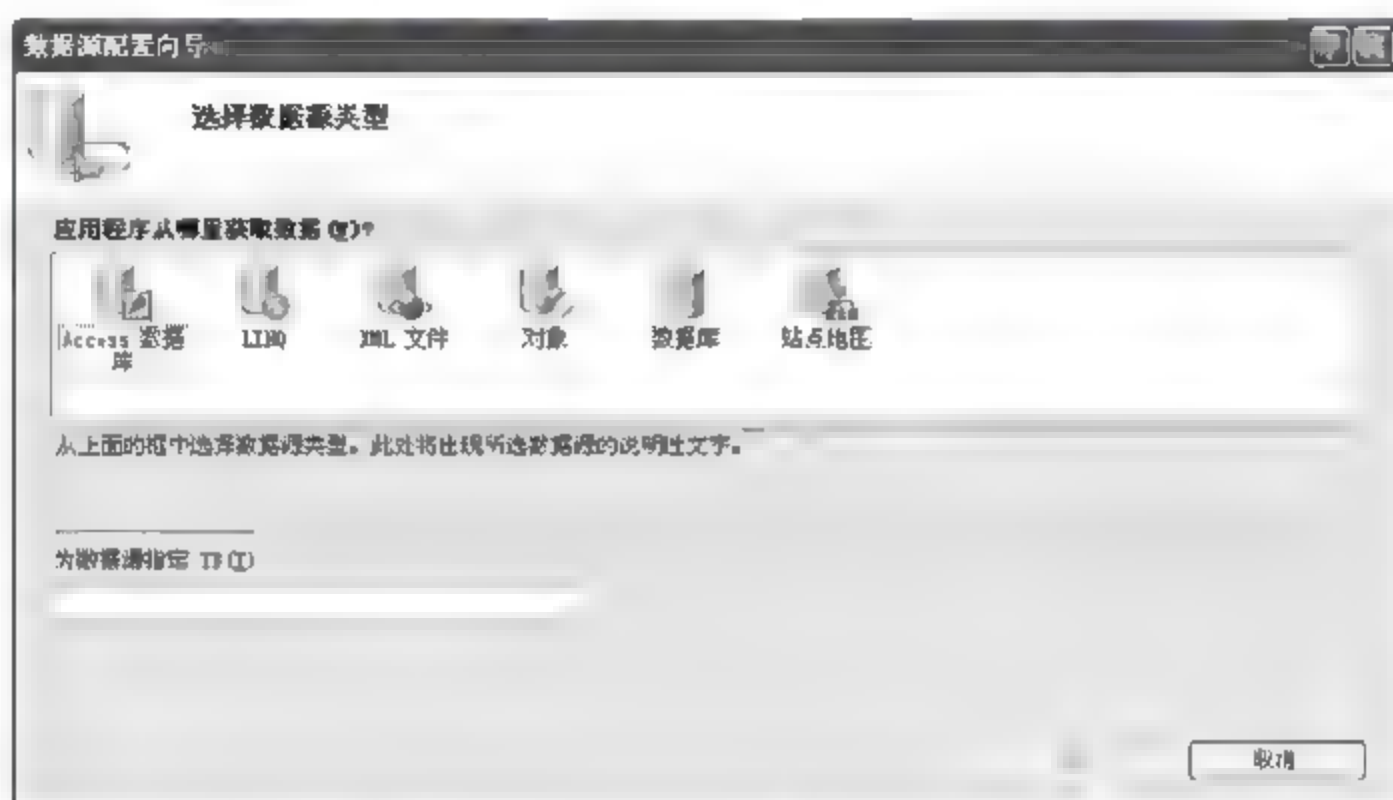 数据源配置向导
选择数据源类型
应用程序从哪里获取数据(W)?
Access 数据库
LINQ
XML 文件
对象
数据库
站点地图
从上面的框中选择数据源类型。此处将出现所选数据源的说明性文字。
为数据源指定 ID(I)
取消